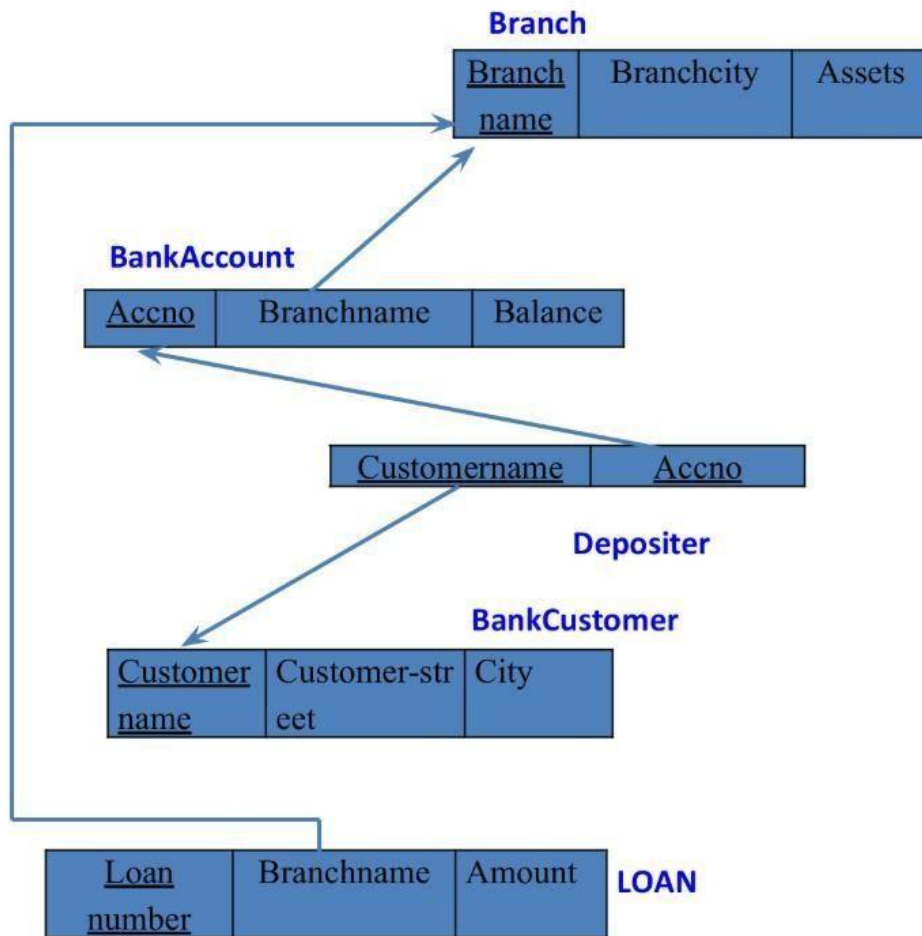 Branch
Branch Branchcity Assets
name
BankAccount
Accno Branchname Balance
Customername Accno
Depositer
BankCustomer
Customer Customer-str City
name eet
Loan Branchname Amount
number
LOAN